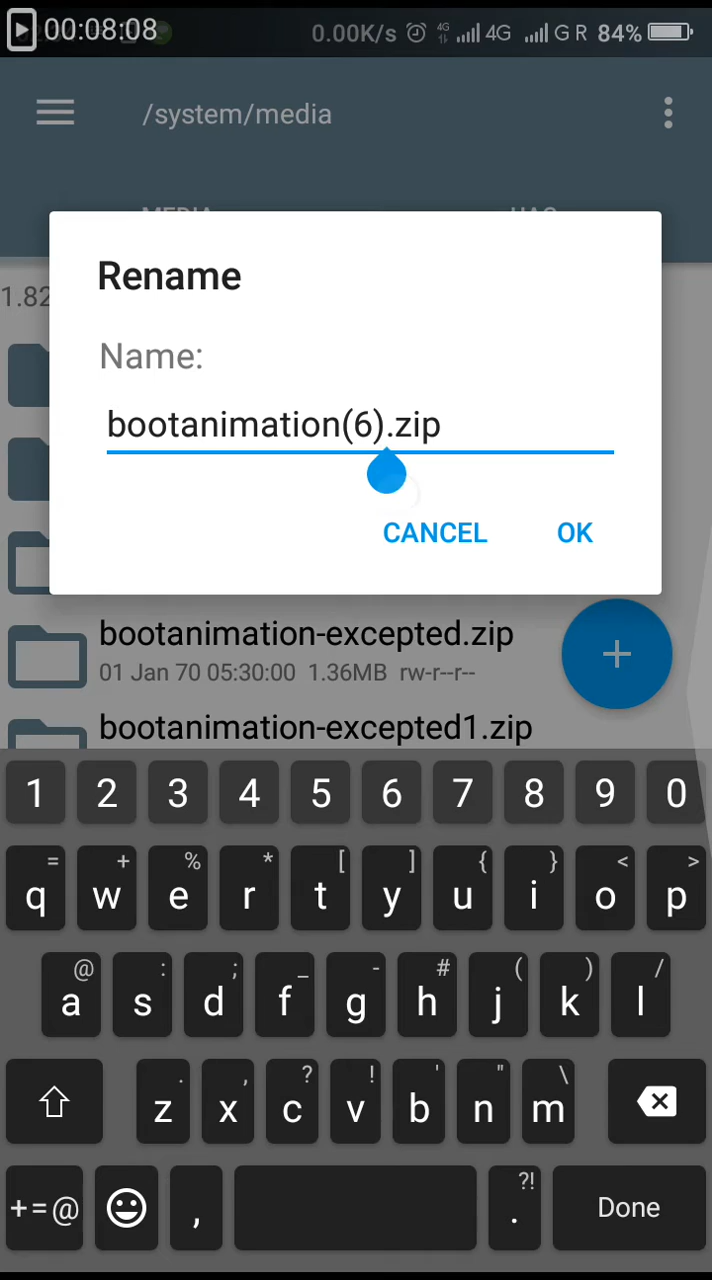 00:08:08 0.00K/s 4G 4G G R 84%
/system/media
Rename
1.82
Name:
bootanimation(6).zip
CANCEL OK
bootanimation-excepted.zip
01 Jan 70 05:30:00 1.36MB rw-r--r--
bootanimation-excepted1.zip
1 2 3 4 5 6 7 8 9 0
= + % * [ ] { } < >
q w e r t y u i o p
@ : ; _ - # ( ) /
a s d f g h j k l
. , ? ! ' " \
z x c v b n m
?!
+=@ , . Done